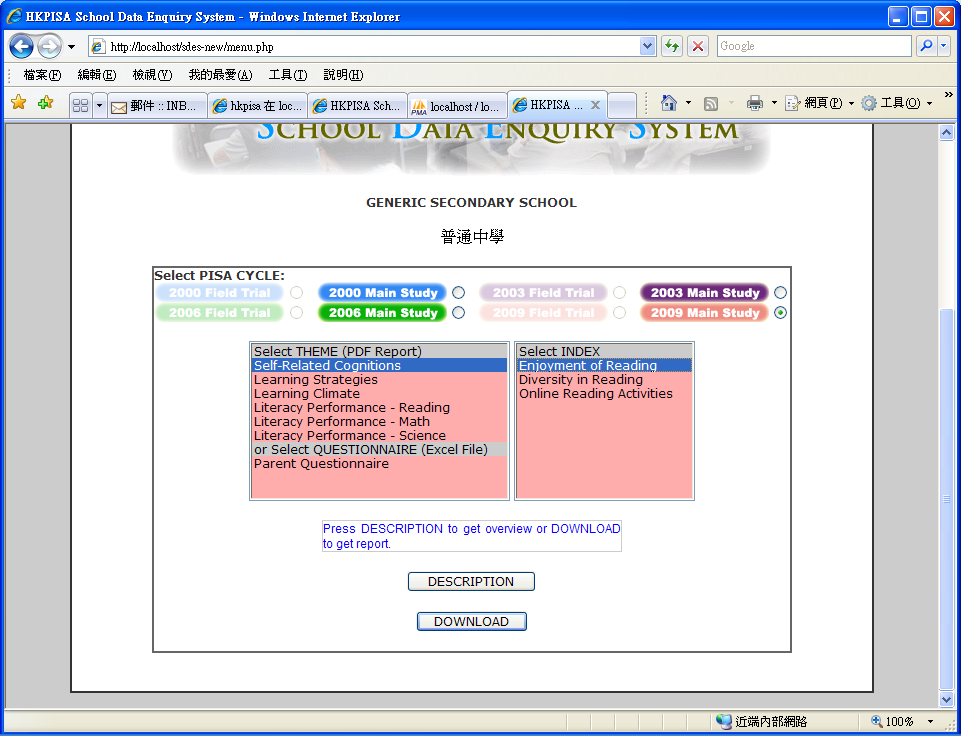 HKPISA School Data Enquiry System - Windows Internet Explorer
http://localhost/sdes-new/menu.php
Google
檔案(F) 編輯(E) 檢視(V) 我的最愛(A) 工具(T) 說明(H)
郵件 :: INB... hkpisa 在 loc... HKPISA Sch... PMA localhost / lo... HKPISA ... 網頁(P) 工具(O) »
SCHOOL DATA ENQUIRY SYSTEM
GENERIC SECONDARY SCHOOL
普通中學
Select PISA CYCLE:
2000 Field Trial 2000 Main Study 2003 Field Trial 2003 Main Study
2006 Field Trial 2006 Main Study 2009 Field Trial 2009 Main Study
Select THEME (PDF Report)
Self-Related Cognitions
Learning Strategies
Learning Climate
Literacy Performance - Reading
Literacy Performance - Math
Literacy Performance - Science
or Select QUESTIONNAIRE (Excel File)
Parent Questionnaire
Select INDEX
Enjoyment of Reading
Diversity in Reading
Online Reading Activities
Press DESCRIPTION to get overview or DOWNLOAD
to get report.
DESCRIPTION
DOWNLOAD
近端內部網路 100%